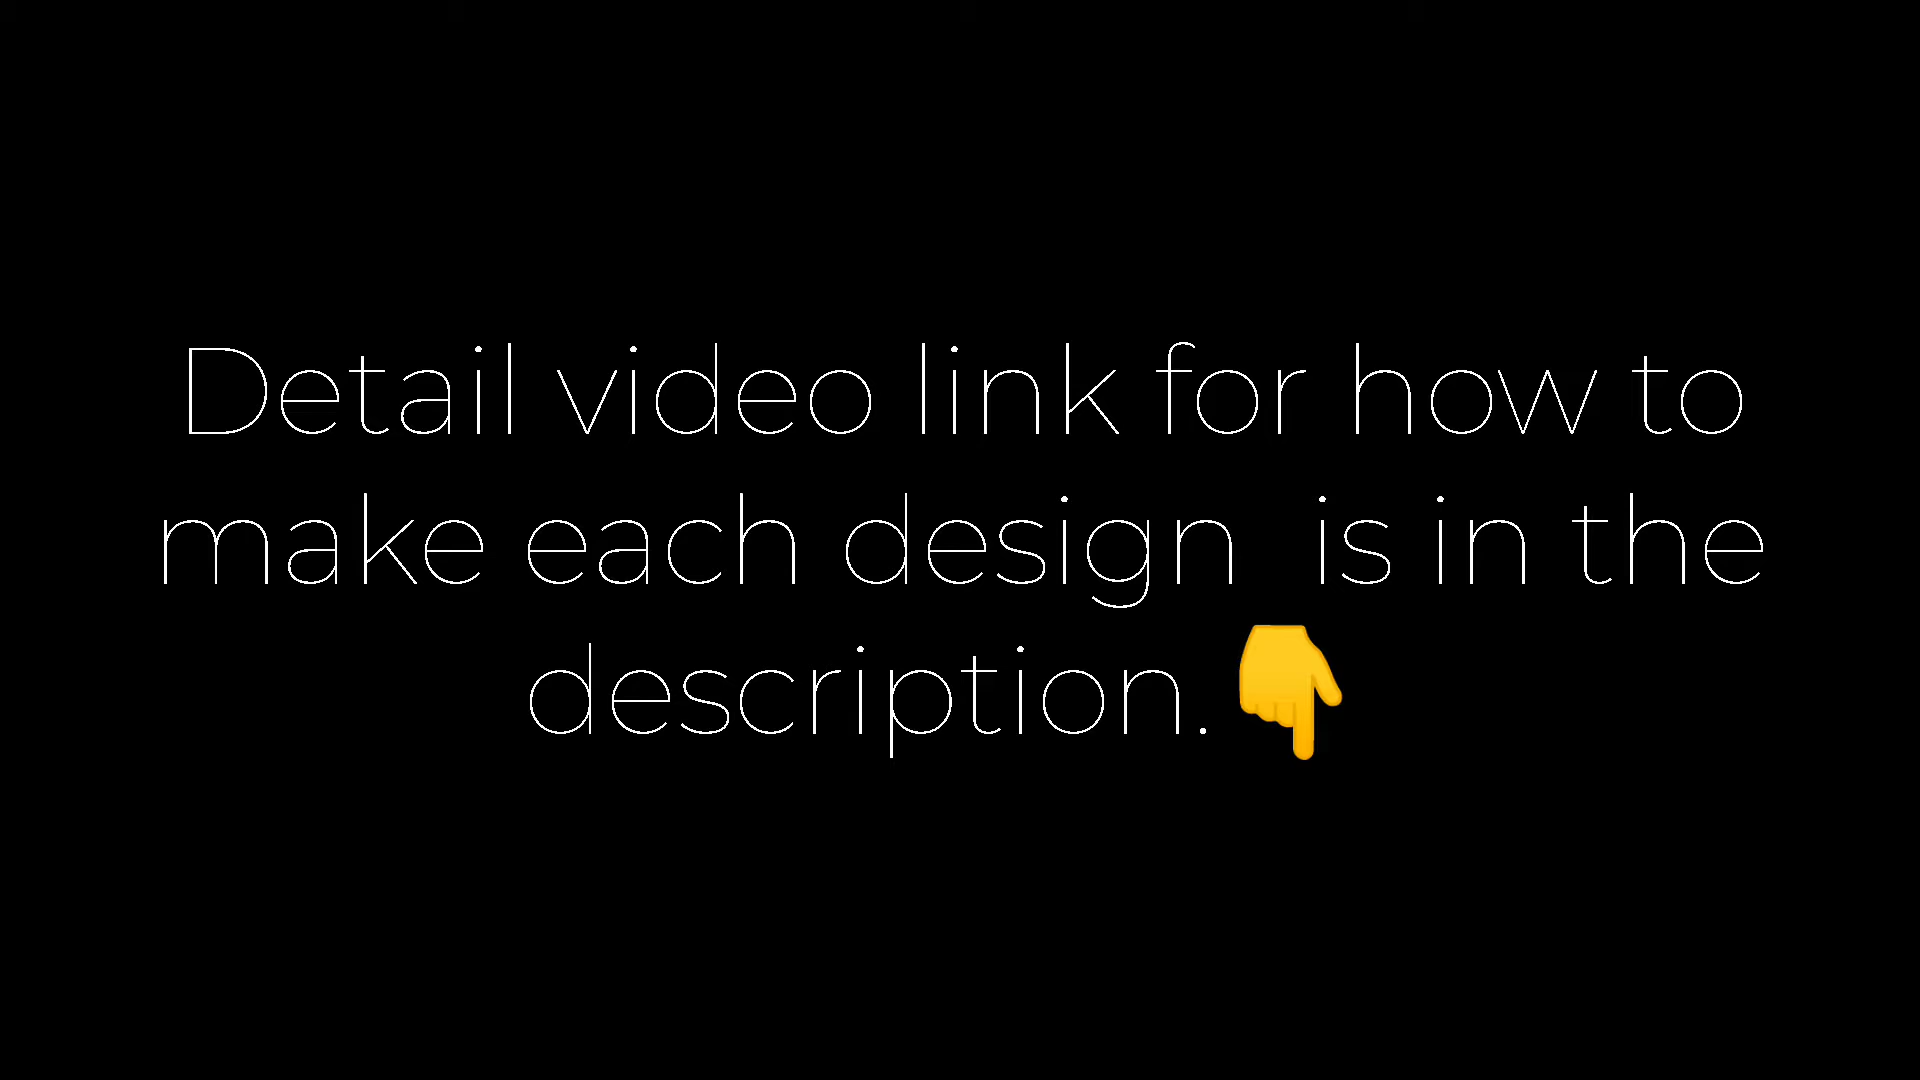 Detail video link for how to
make each design  is in the
description.👇